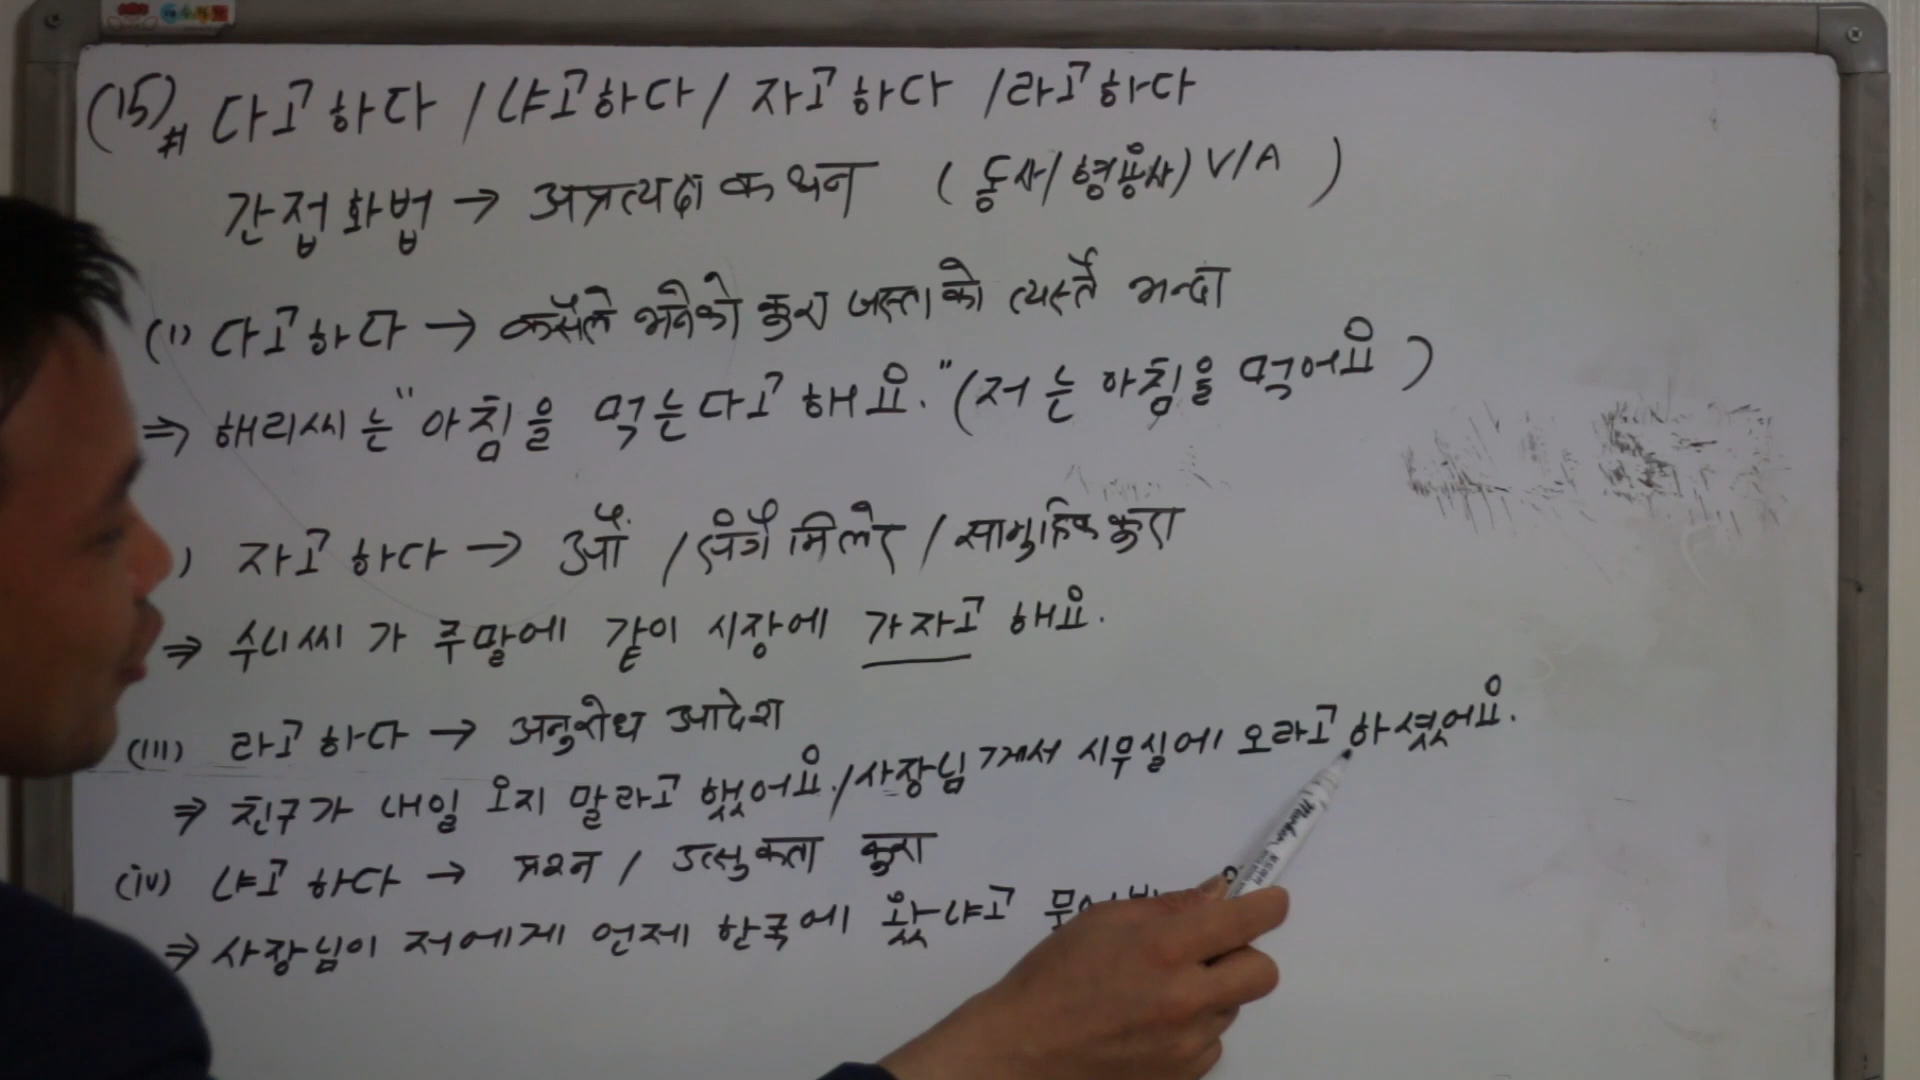 (15)# 다고 하다 / 냐고하다 / 자고 하다 / 라고하다
간접 화법 → अप्रत्यक्ष कथन ( 동사/형용사) V/A )
(i) 다고 하다 → कसैले भनेको कुरा जस्ताको त्यस्तै भन्दा
⇒ 해리씨는 "아침을 먹는다고 해요." (저는 아침을 먹어요)
) 자고 하다 → औं / सँगै मिलेर / सामुहिक कुरा
⇒ 수니씨가 주말에 같이 시장에 가자고 해요.
(iii) 라고 하다 → अनुरोध आदेश
⇒ 친구가 내일 오지 말라고 했어요. / 사장님께서 시무실에 오라고 하셨어요.
(iv) 냐고 하다 → प्रश्न / उत्सुकता कुरा
⇒ 사장님이 저에게 언제 한국에 왔냐고
Marker